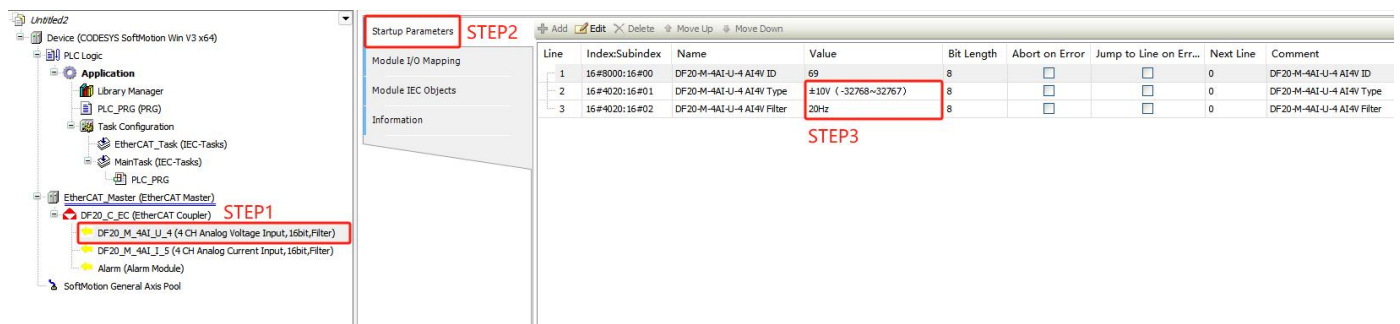 Untitled2
Device (CODESYS SoftMotion Win V3 x64)
PLC Logic
Application
Library Manager
PLC_PRG (PRG)
Task Configuration
EtherCAT_Task (IEC-Tasks)
MainTask (IEC-Tasks)
PLC_PRG
EtherCAT_Master (EtherCAT Master)
DF20_C_EC (EtherCAT Coupler) STEP1
DF20_M_4AI_U_4 (4 CH Analog Voltage Input,16bit,Filter)
DF20_M_4AI_I_5 (4 CH Analog Current Input,16bit,Filter)
Alarm (Alarm Module)
SoftMotion General Axis Pool
Startup Parameters STEP2
Module I/O Mapping
Module IEC Objects
Information
Add Edit Delete Move Up Move Down
Line Index:Subindex Name Value Bit Length Abort on Error Jump to Line on Err... Next Line Comment
1 16#8000:16#00 DF20-M-4AI-U-4 AI4V ID 69 8 0 DF20-M-4AI-U-4 AI4V ID
2 16#4020:16#01 DF20-M-4AI-U-4 AI4V Type ±10V（-32768~32767） 8 0 DF20-M-4AI-U-4 AI4V Type
3 16#4020:16#02 DF20-M-4AI-U-4 AI4V Filter 20Hz 8 0 DF20-M-4AI-U-4 AI4V Filter
STEP3